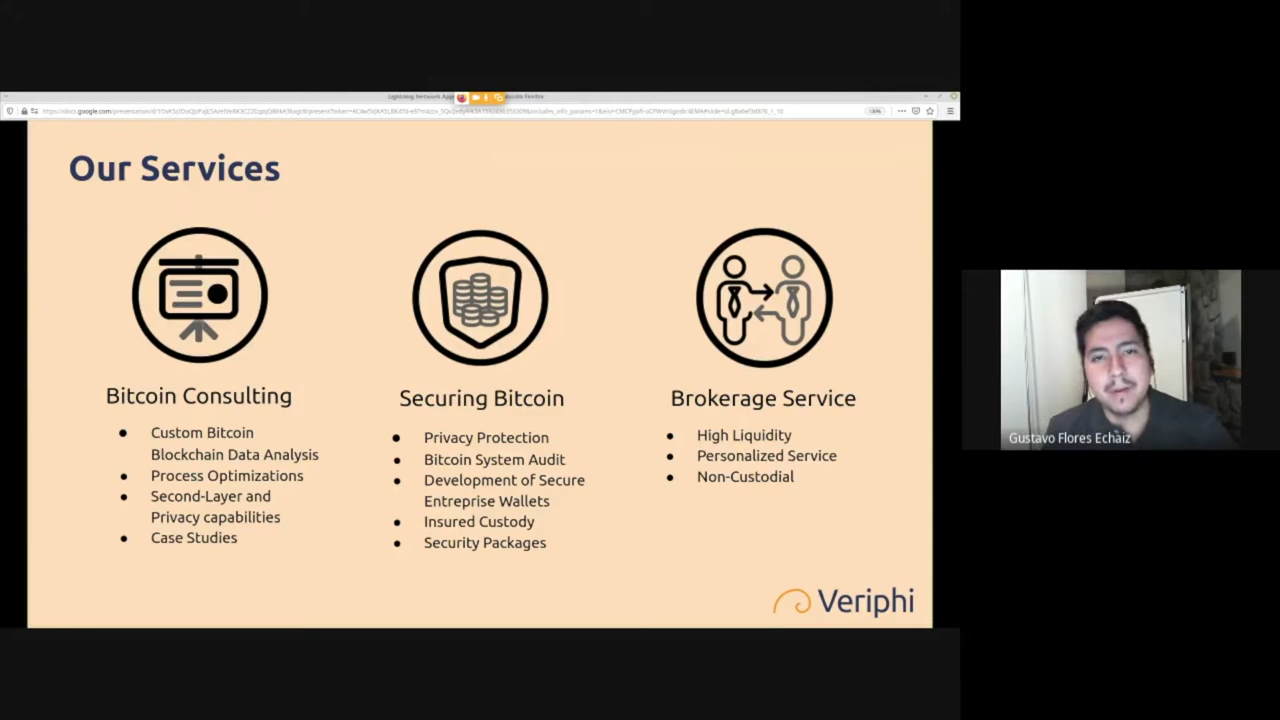 Our Services
Bitcoin Consulting
Custom Bitcoin
Blockchain Data Analysis
Process Optimizations
Second-Layer and
Privacy capabilities
Case Studies
Securing Bitcoin
Privacy Protection
Bitcoin System Audit
Development of Secure
Entreprise Wallets
Insured Custody
Security Packages
Brokerage Service
High Liquidity
Personalized Service
Non-Custodial
Veriphi
Gustavo Flores Echaiz